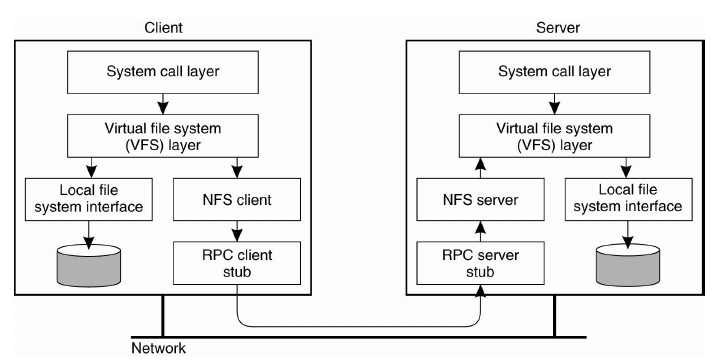 Client
Server
System call layer
System call layer
Virtual file system
(VFS) layer
Virtual file system
(VFS) layer
Local file
system interface
NFS client
NFS server
Local file
system interface
RPC client
stub
RPC server
stub
Network